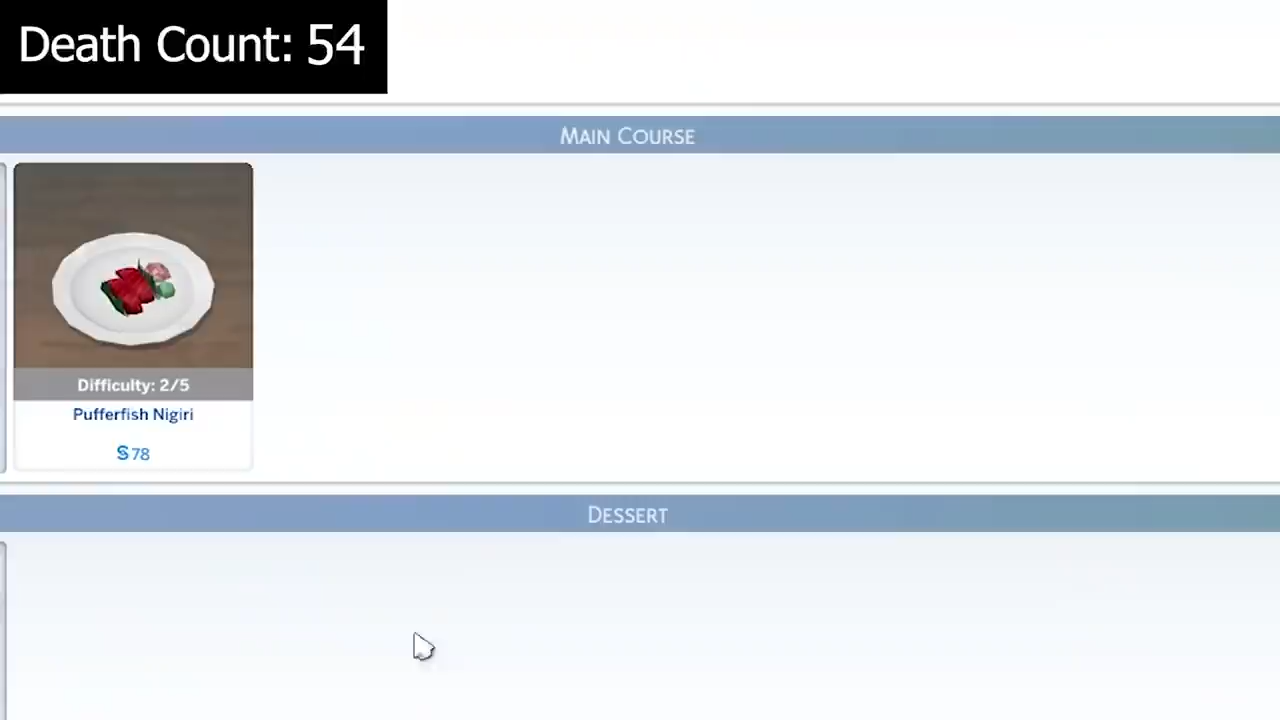 Death Count: 54
Main Course
Difficulty: 2/5
Pufferfish Nigiri
§78
Dessert